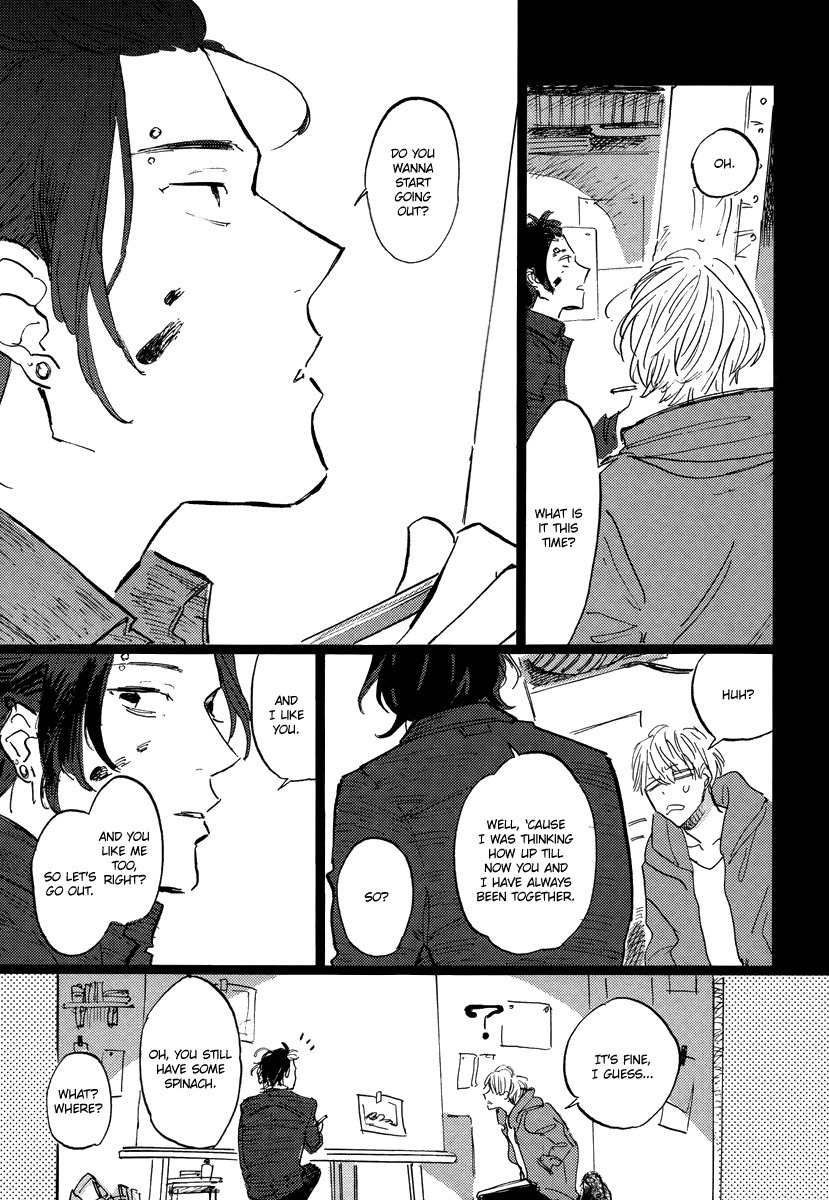 OH.
WHAT IS
IT THIS
TIME?
DO YOU
WANNA
START
GOING
OUT?
HUH?
WELL, 'CAUSE
I WAS THINKING
HOW UP TILL
NOW YOU AND
I HAVE ALWAYS
BEEN TOGETHER.
SO?
AND
I LIKE
YOU.
AND YOU
LIKE ME
TOO,
RIGHT?
SO LET'S
GO OUT.
IT'S FINE,
I GUESS...
?
OH, YOU STILL
HAVE SOME
SPINACH.
WHAT?
WHERE?